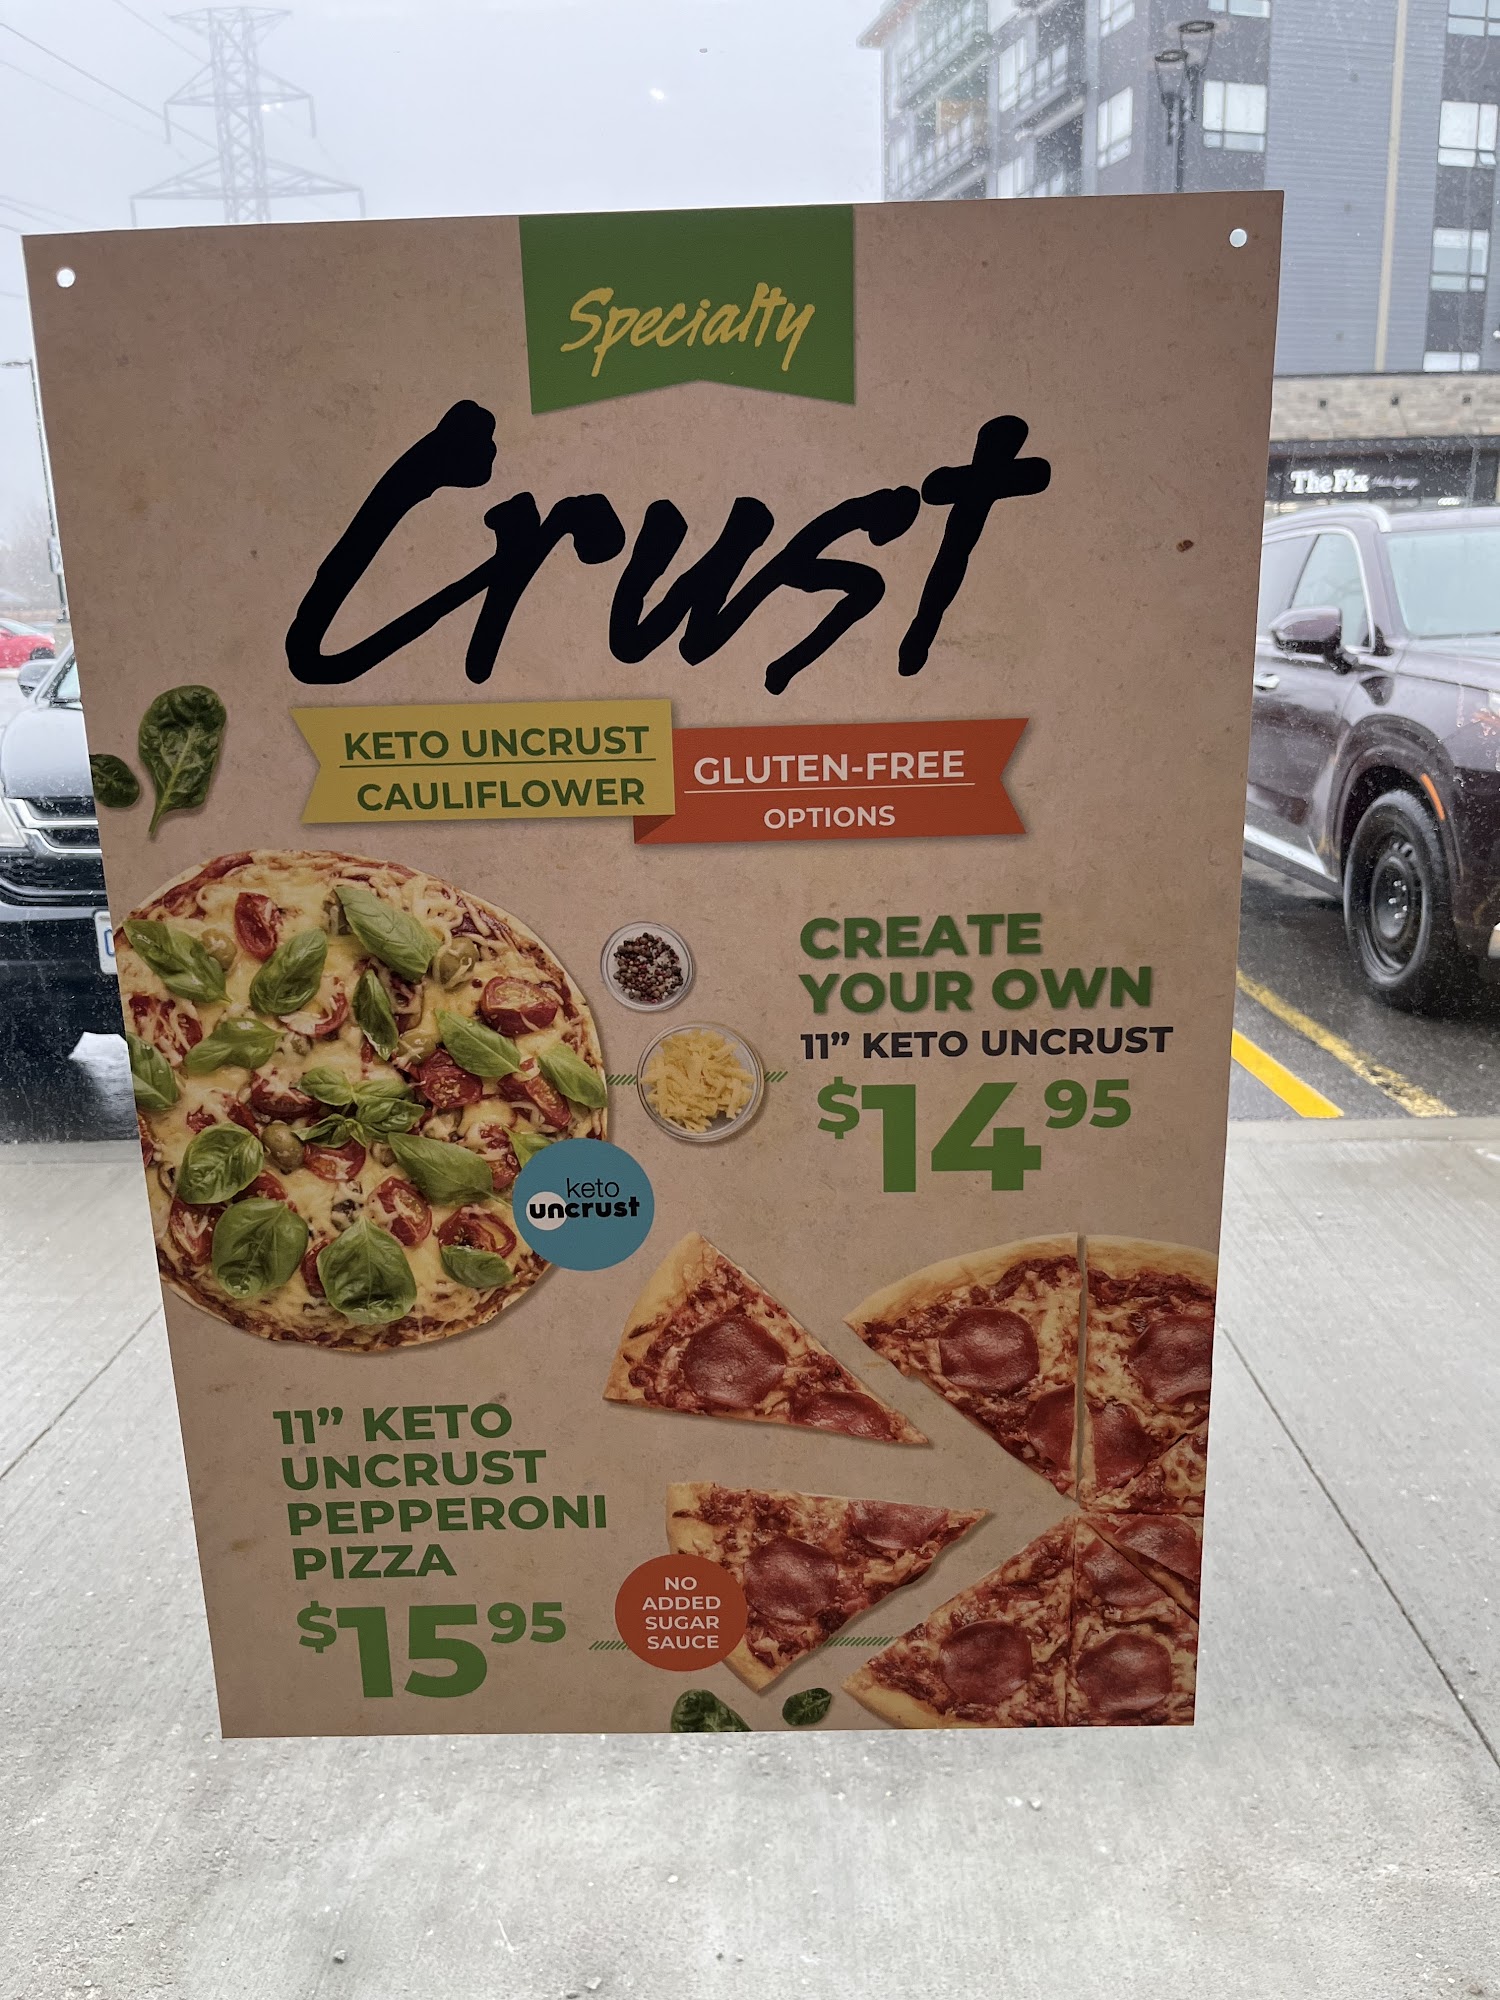 Specialty
Crust
KETO UNCRUST
CAULIFLOWER
GLUTEN-FREE
OPTIONS
CREATE
YOUR OWN
11” KETO UNCRUST
$14 95
keto
uncrust
11” KETO
UNCRUST
PEPPERONI
PIZZA
$15 95
NO
ADDED
SUGAR
SAUCE
The Fix